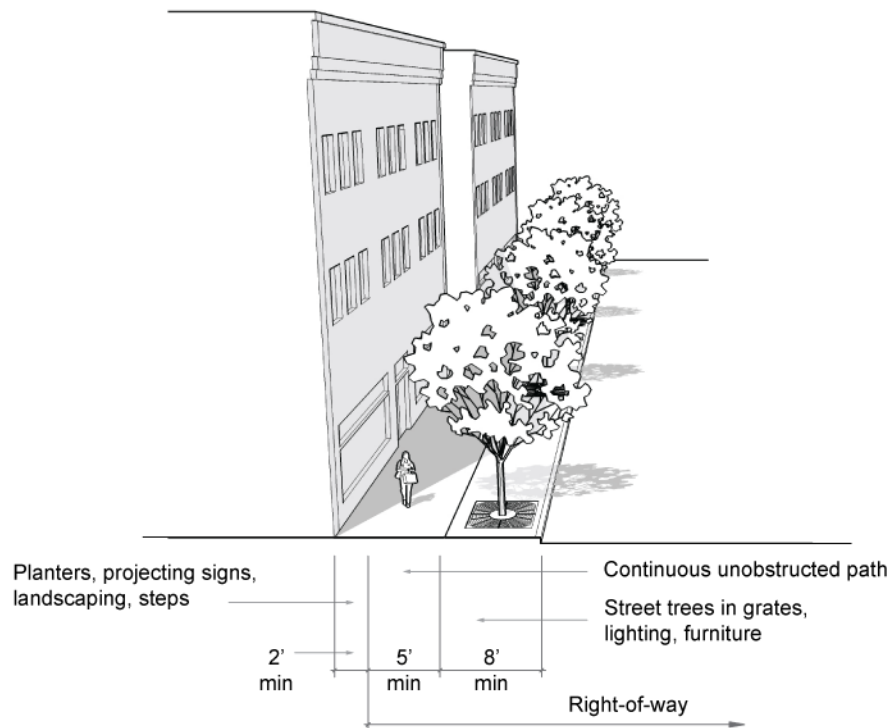 Planters, projecting signs,
landscaping, steps
Continuous unobstructed path
Street trees in grates,
lighting, furniture
2’
min
5’
min
8’
min
Right-of-way